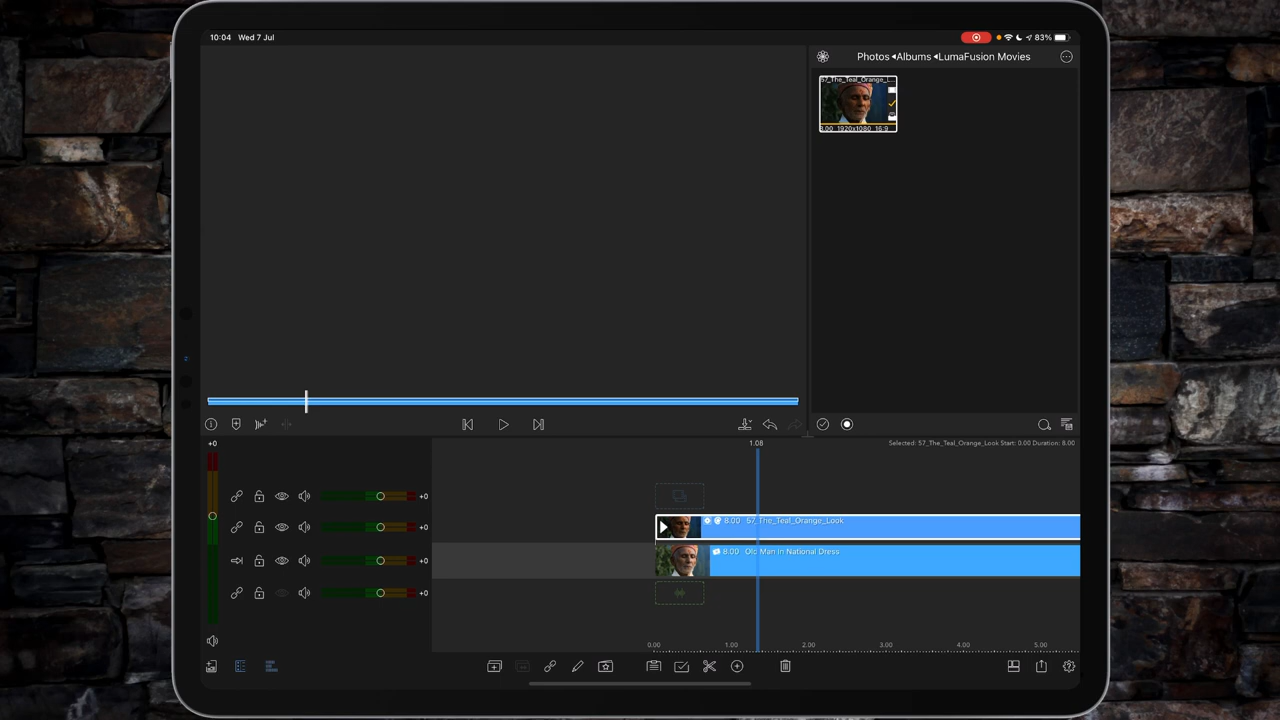 10:04 Wed 7 Jul
83%
Photos Albums LumaFusion Movies
57_The_Teal_Orange_L...
8.00 1920x1080 16:9
+0
1.08
Selected: 57_The_Teal_Orange_Look Start: 0.00 Duration: 8.00
+0
8.00 57_The_Teal_Orange_Look
+0
8.00 Old Man In National Dress
+0
+0
0.00 1.00 2.00 3.00 4.00 5.00